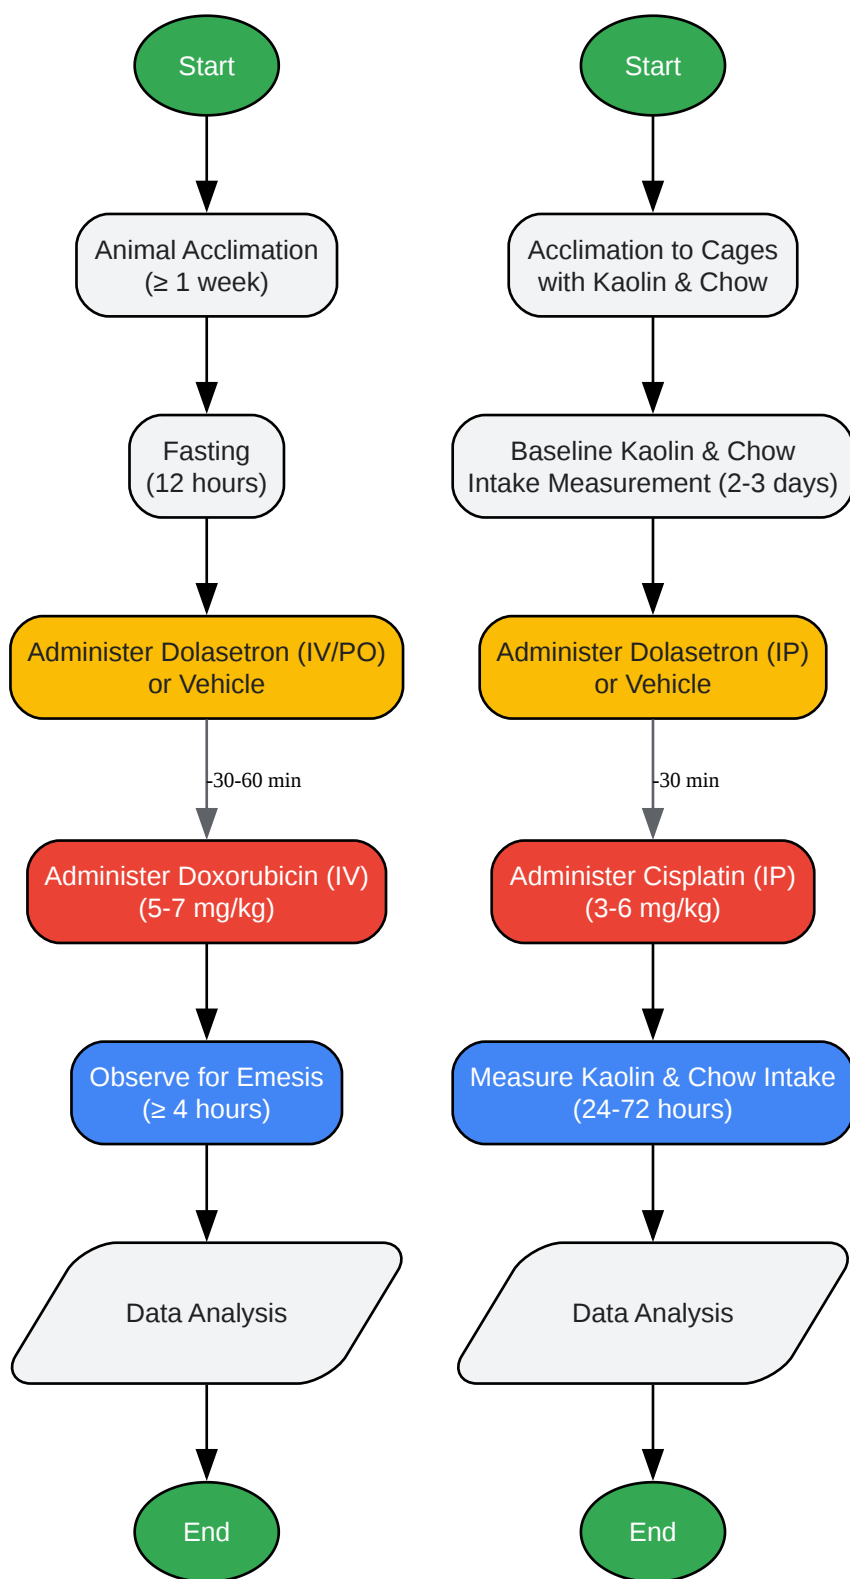 Start
Animal Acclimation
(≥ 1 week)
Fasting
(12 hours)
Administer Dolasetron (IV/PO)
or Vehicle
-30-60 min
Administer Doxorubicin (IV)
(5-7 mg/kg)
Observe for Emesis
(≥ 4 hours)
Data Analysis
End
Start
Acclimation to Cages
with Kaolin & Chow
Baseline Kaolin & Chow
Intake Measurement (2-3 days)
Administer Dolasetron (IP)
or Vehicle
-30 min
Administer Cisplatin (IP)
(3-6 mg/kg)
Measure Kaolin & Chow Intake
(24-72 hours)
Data Analysis
End